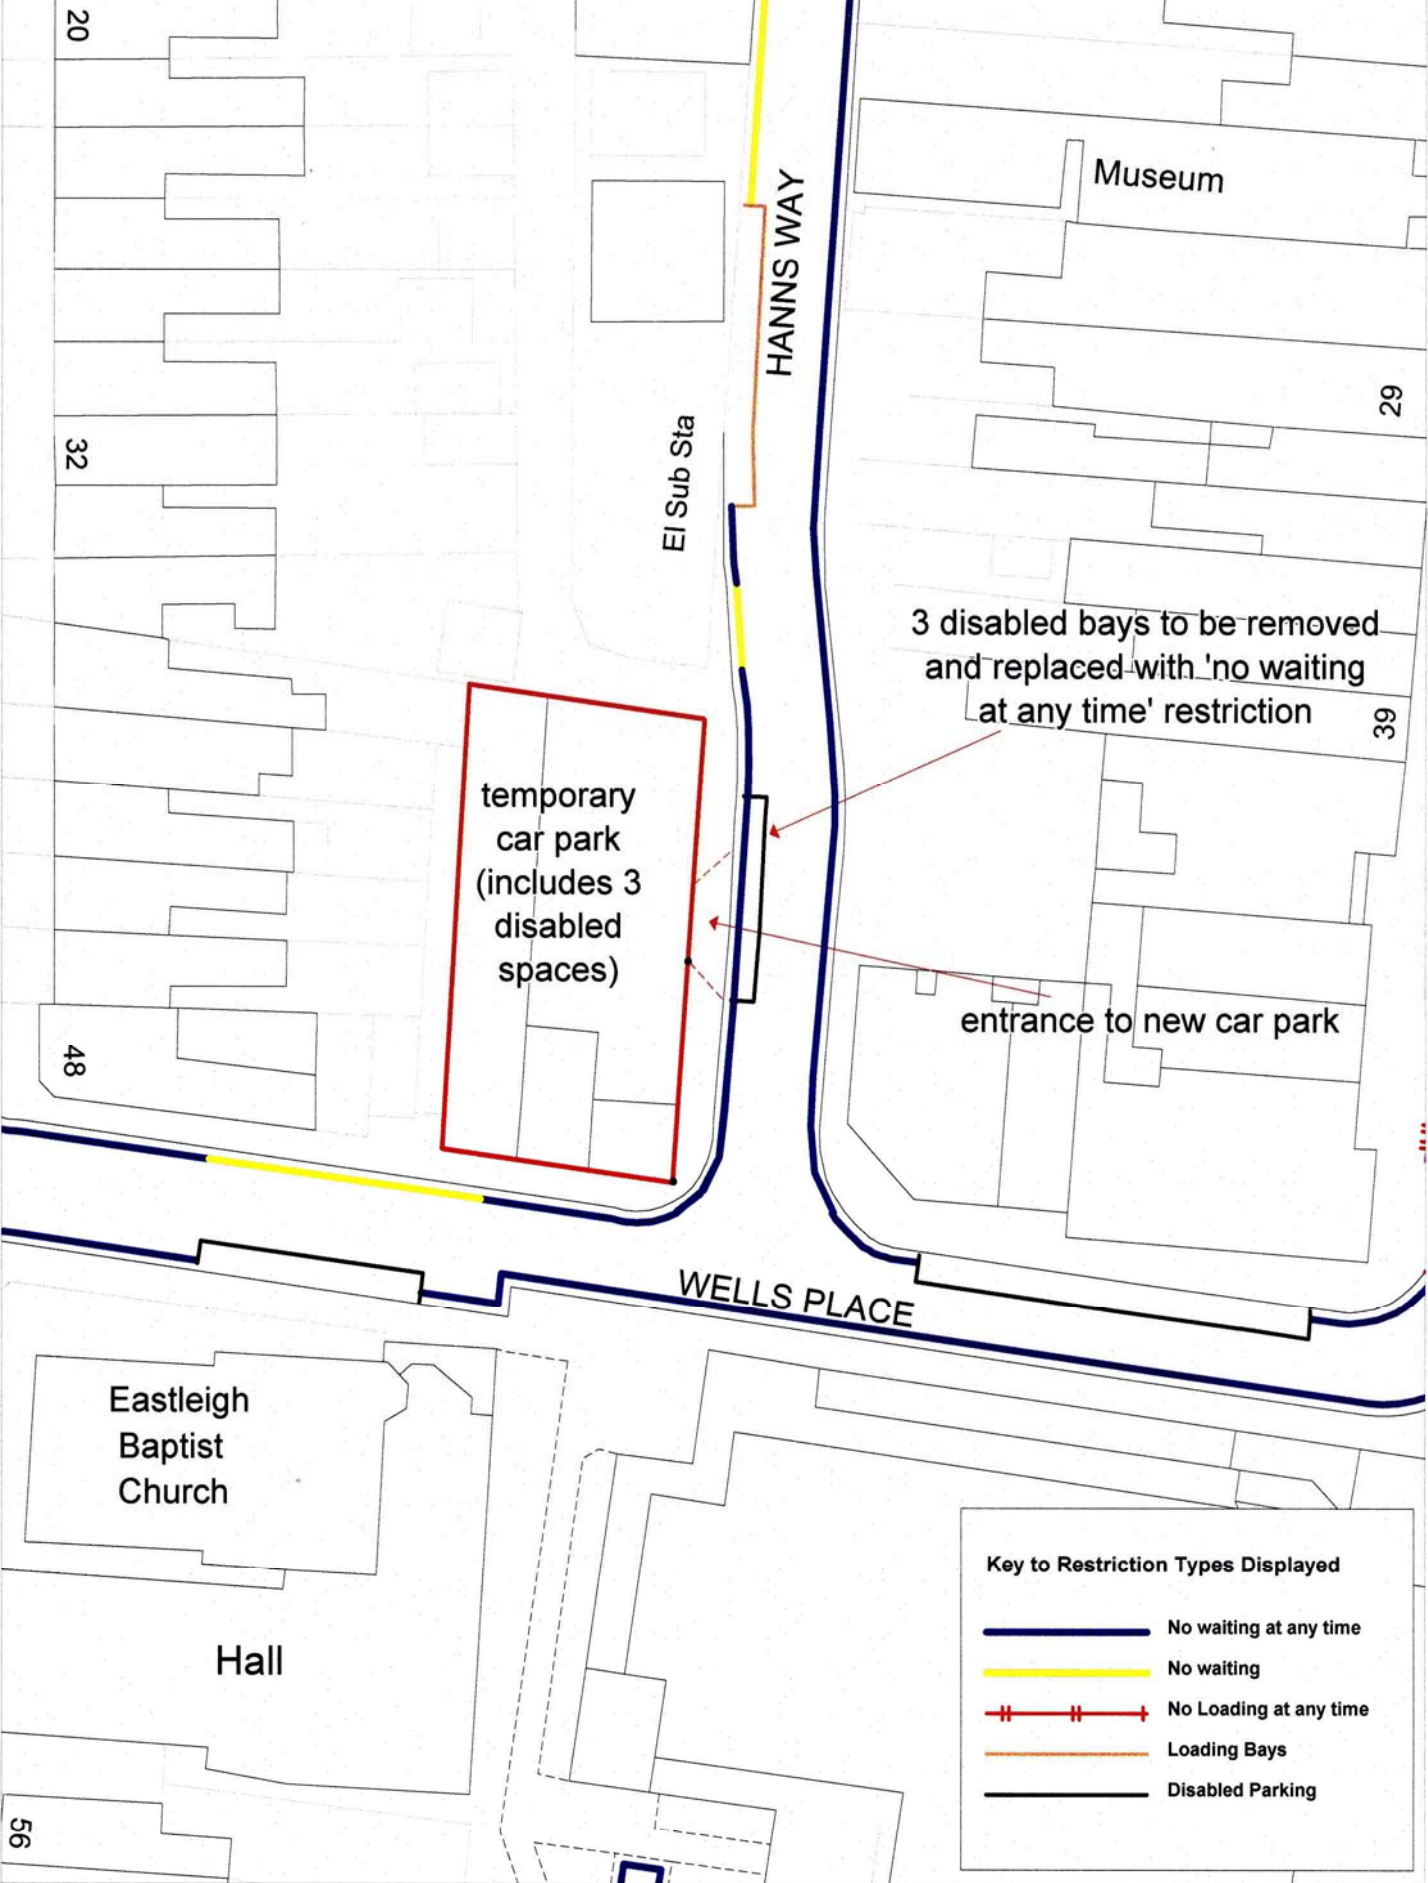 20
Museum
HANNS WAY
29
32
El Sub Sta
3 disabled bays to be removed
and replaced with 'no waiting
at any time' restriction
39
temporary
car park
(includes 3
disabled
spaces)
entrance to new car park
48
WELLS PLACE
Eastleigh
Baptist
Church
Hall
56
Key to Restriction Types Displayed
No waiting at any time
No waiting
No Loading at any time
Loading Bays
Disabled Parking